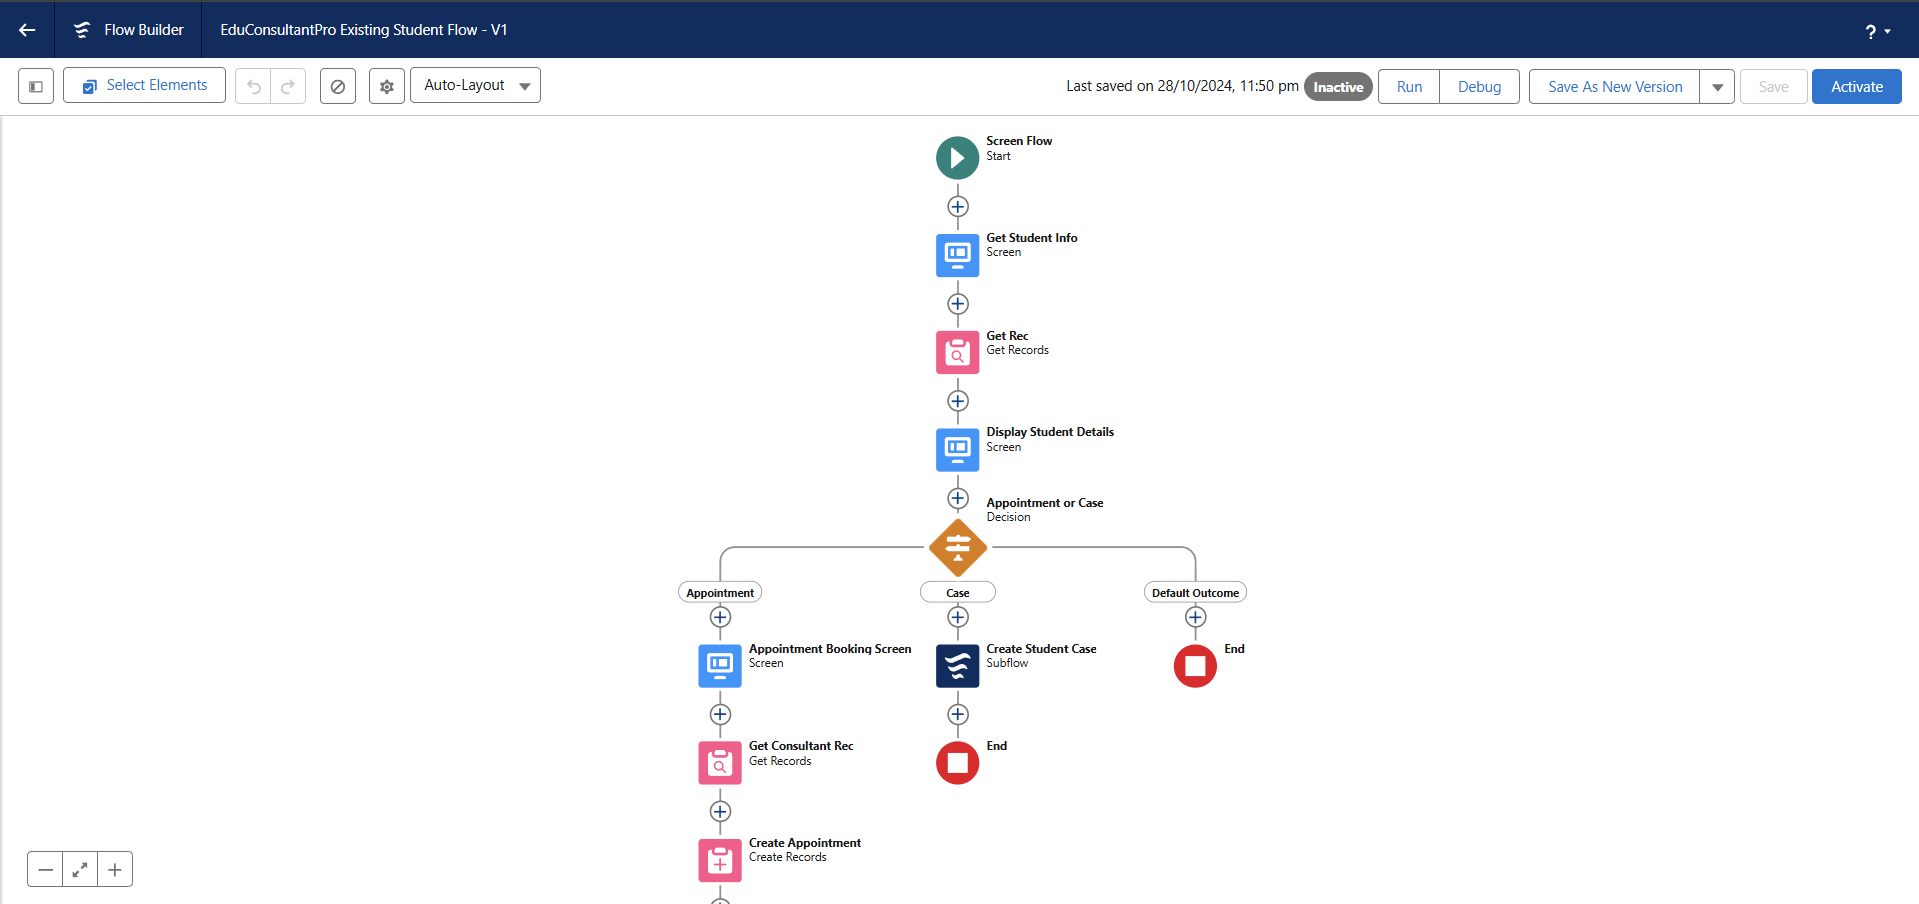 Flow Builder
EduConsultantPro Existing Student Flow - V1
?
Select Elements
Auto-Layout
Last saved on 28/10/2024, 11:50 pm
Inactive
Run
Debug
Save As New Version
Save
Activate
Screen Flow
Start
Get Student Info
Screen
Get Rec
Get Records
Display Student Details
Screen
Appointment or Case
Decision
Appointment
Case
Default Outcome
Appointment Booking Screen
Screen
Create Student Case
Subflow
End
Get Consultant Rec
Get Records
End
Create Appointment
Create Records